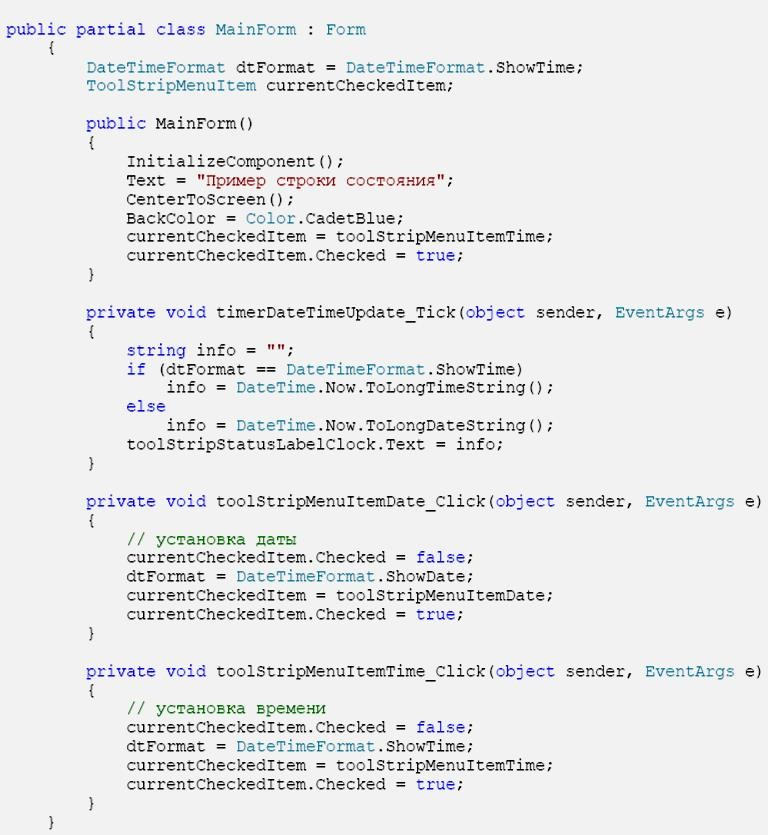 public partial class MainForm : Form
{
DateTimeFormat dtFormat = DateTimeFormat.ShowTime;
ToolStripMenuItem currentCheckedItem;
public MainForm()
{
InitializeComponent();
Text = "Пример строки состояния";
CenterToScreen();
BackColor = Color.CadetBlue;
currentCheckedItem = toolStripMenuItemTime;
currentCheckedItem.Checked = true;
}
private void timerDateTimeUpdate_Tick(object sender, EventArgs e)
{
string info = "";
if (dtFormat == DateTimeFormat.ShowTime)
info = DateTime.Now.ToLongTimeString();
else
info = DateTime.Now.ToLongDateString();
toolStripStatusLabelClock.Text = info;
}
private void toolStripMenuItemDate_Click(object sender, EventArgs e)
{
// установка даты
currentCheckedItem.Checked = false;
dtFormat = DateTimeFormat.ShowDate;
currentCheckedItem = toolStripMenuItemDate;
currentCheckedItem.Checked = true;
}
private void toolStripMenuItemTime_Click(object sender, EventArgs e)
{
// установка времени
currentCheckedItem.Checked = false;
dtFormat = DateTimeFormat.ShowTime;
currentCheckedItem = toolStripMenuItemTime;
currentCheckedItem.Checked = true;
}
}